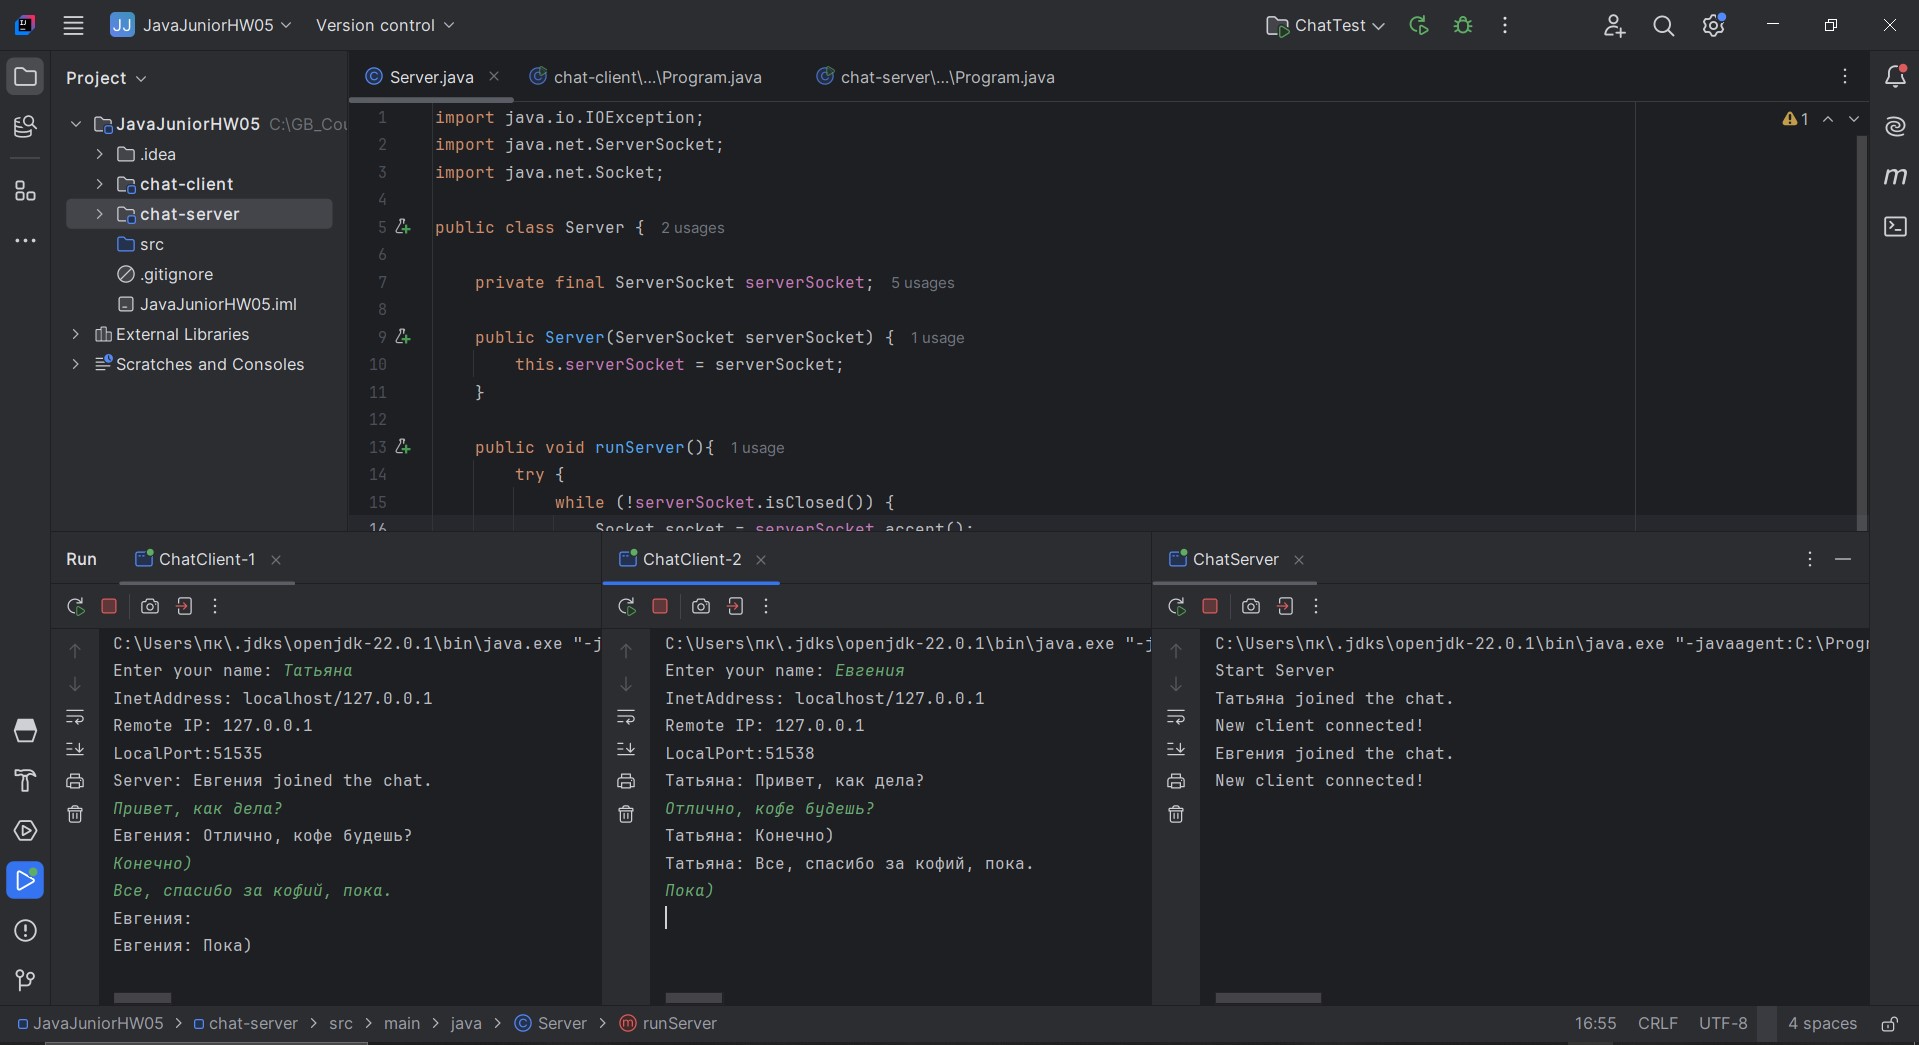 JJ JavaJuniorHW05 Version control ChatTest
Project
Server.java chat-client\...\Program.java chat-server\...\Program.java
JavaJuniorHW05 C:\GB_Cou
.idea
chat-client
chat-server
src
.gitignore
JavaJuniorHW05.iml
External Libraries
Scratches and Consoles
1 import java.io.IOException;
2 import java.net.ServerSocket;
3 import java.net.Socket;
4
5 public class Server { 2 usages
6
7 private final ServerSocket serverSocket; 5 usages
8
9 public Server(ServerSocket serverSocket) { 1 usage
10 this.serverSocket = serverSocket;
11 }
12
13 public void runServer(){ 1 usage
14 try {
15 while (!serverSocket.isClosed()) {
16 Socket socket = serverSocket.accept();
1
m
Run ChatClient-1
C:\Users\пк\.jdks\openjdk-22.0.1\bin\java.exe "-j
Enter your name: Татьяна
InetAddress: localhost/127.0.0.1
Remote IP: 127.0.0.1
LocalPort:51535
Server: Евгения joined the chat.
Привет, как дела?
Евгения: Отлично, кофе будешь?
Конечно)
Все, спасибо за кофий, пока.
Евгения:
Евгения: Пока)
ChatClient-2
C:\Users\пк\.jdks\openjdk-22.0.1\bin\java.exe "-j
Enter your name: Евгения
InetAddress: localhost/127.0.0.1
Remote IP: 127.0.0.1
LocalPort:51538
Татьяна: Привет, как дела?
Отлично, кофе будешь?
Татьяна: Конечно)
Татьяна: Все, спасибо за кофий, пока.
Пока)
ChatServer
C:\Users\пк\.jdks\openjdk-22.0.1\bin\java.exe "-javaagent:C:\Progr
Start Server
Татьяна joined the chat.
New client connected!
Евгения joined the chat.
New client connected!
JavaJuniorHW05 > chat-server > src > main > java > Server > runServer
16:55 CRLF UTF-8 4 spaces